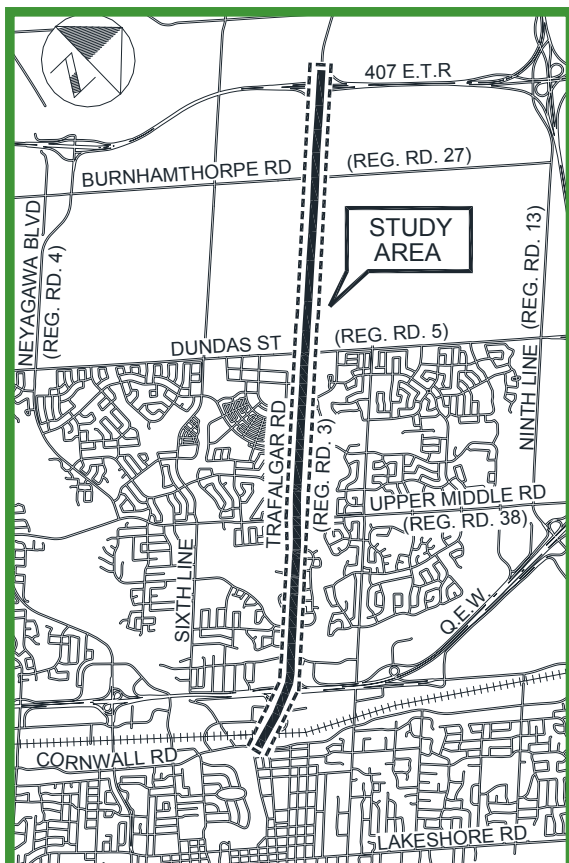 407 E.T.R
BURNHAMTHORPE RD
(REG. RD. 27)
NEYAGAWA BLVD
(REG. RD. 4)
STUDY
AREA
(REG. RD. 13)
NINTH LINE
DUNDAS ST
(REG. RD. 5)
TRAFALGAR RD
(REG. RD. 3)
UPPER MIDDLE RD
(REG. RD. 38)
SIXTH LINE
Q.E.W.
CORNWALL RD
LAKESHORE RD